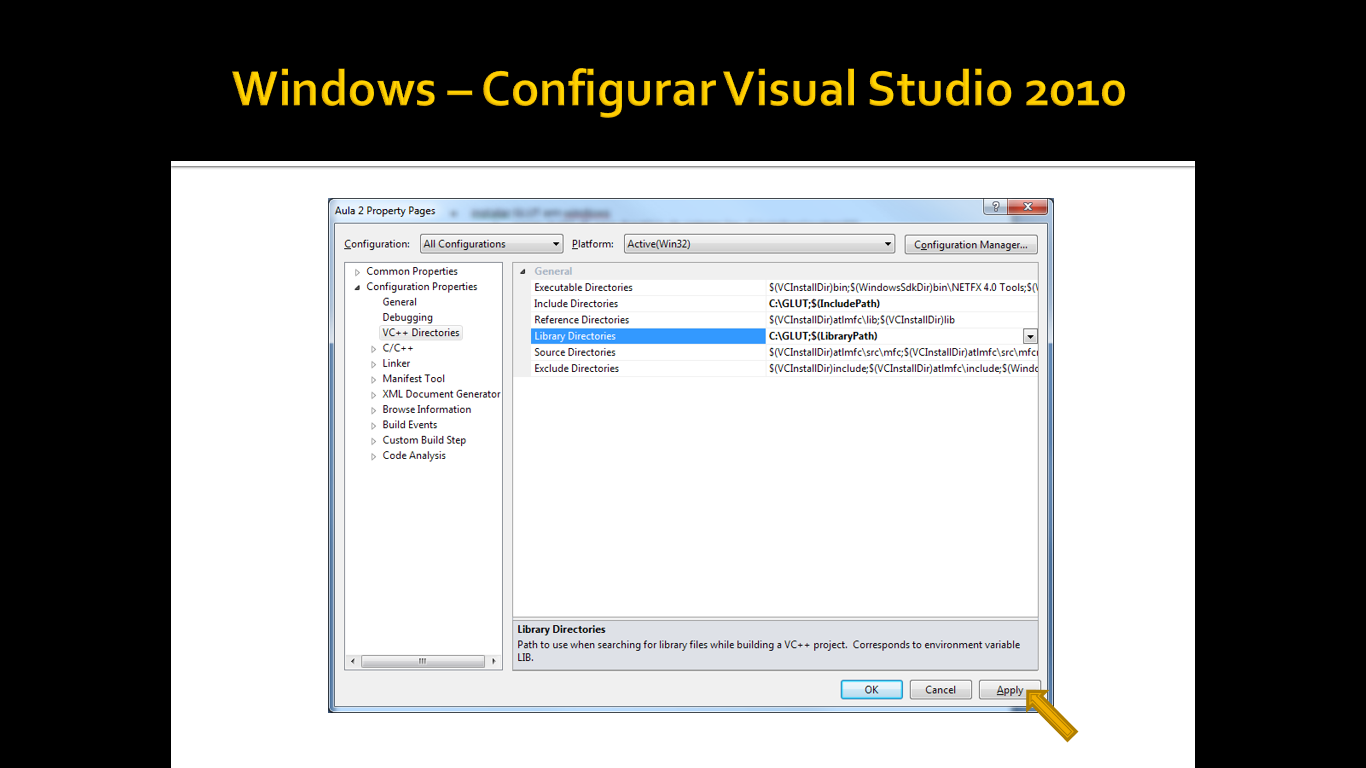 Windows – Configurar Visual Studio 2010
Aula 2 Property Pages
Configuration: All Configurations Platform: Active(Win32) Configuration Manager...
Common Properties
Configuration Properties
General
Debugging
VC++ Directories
C/C++
Linker
Manifest Tool
XML Document Generator
Browse Information
Build Events
Custom Build Step
Code Analysis
General
Executable Directories $(VCInstallDir)bin;$(WindowsSdkDir)bin\NETFX 4.0 Tools;$(
Include Directories C:\GLUT;$(IncludePath)
Reference Directories $(VCInstallDir)atlmfc\lib;$(VCInstallDir)lib
Library Directories C:\GLUT;$(LibraryPath)
Source Directories $(VCInstallDir)atlmfc\src\mfc;$(VCInstallDir)atlmfc\src\mfc
Exclude Directories $(VCInstallDir)include;$(VCInstallDir)atlmfc\include;$(Windo
Library Directories
Path to use when searching for library files while building a VC++ project. Corresponds to environment variable
LIB.
OK Cancel Apply